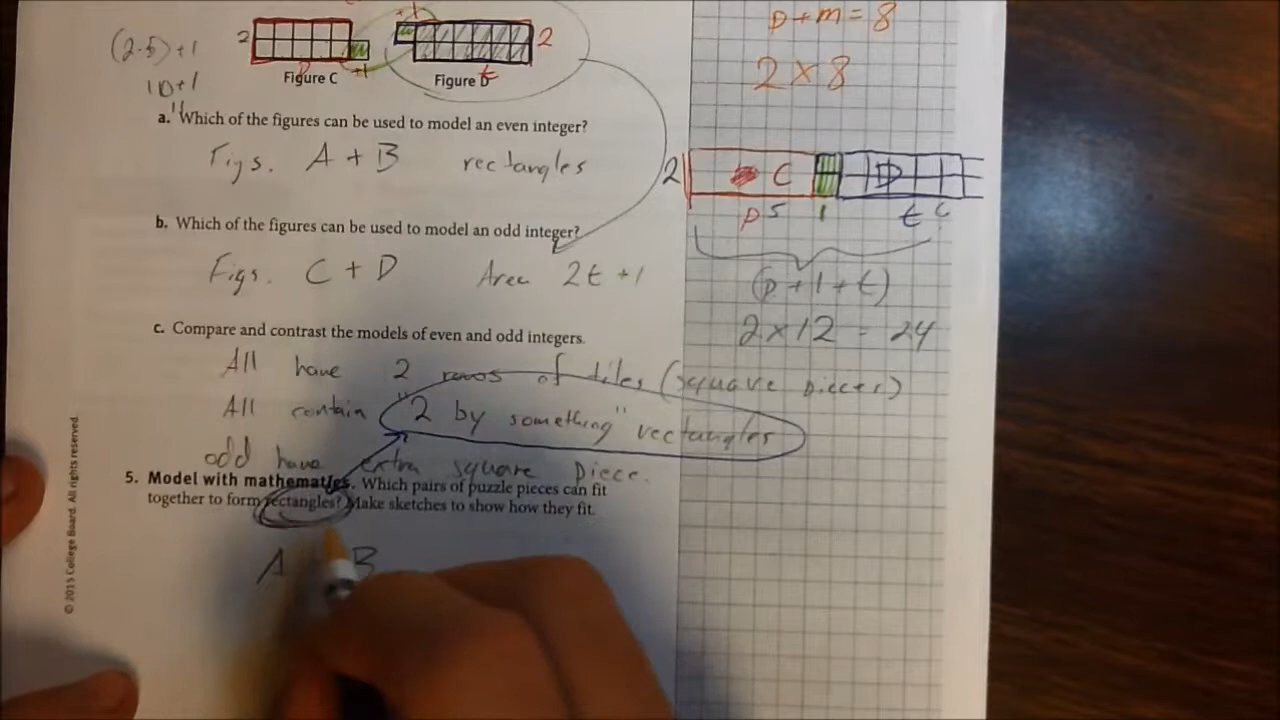 p + m = 8
2 × 8
(2·5) + 1
10 + 1
11
2
p
+1
Figure C
+1
2
t
Figure D
a. Which of the figures can be used to model an even integer?
Figs. A + B rectangles
2 C D
p 5 1 t 6
b. Which of the figures can be used to model an odd integer?
Figs. C + D Area 2t + 1
(p + 1 + t)
2 × 12 = 24
c. Compare and contrast the models of even and odd integers.
All have 2 rows of tiles (square pieces)
All contain "2 by something" rectangles
odd have extra square piece.
5. Model with mathematics. Which pairs of puzzle pieces can fit
together to form rectangles? Make sketches to show how they fit.
A B
© 2015 College Board. All rights reserved.